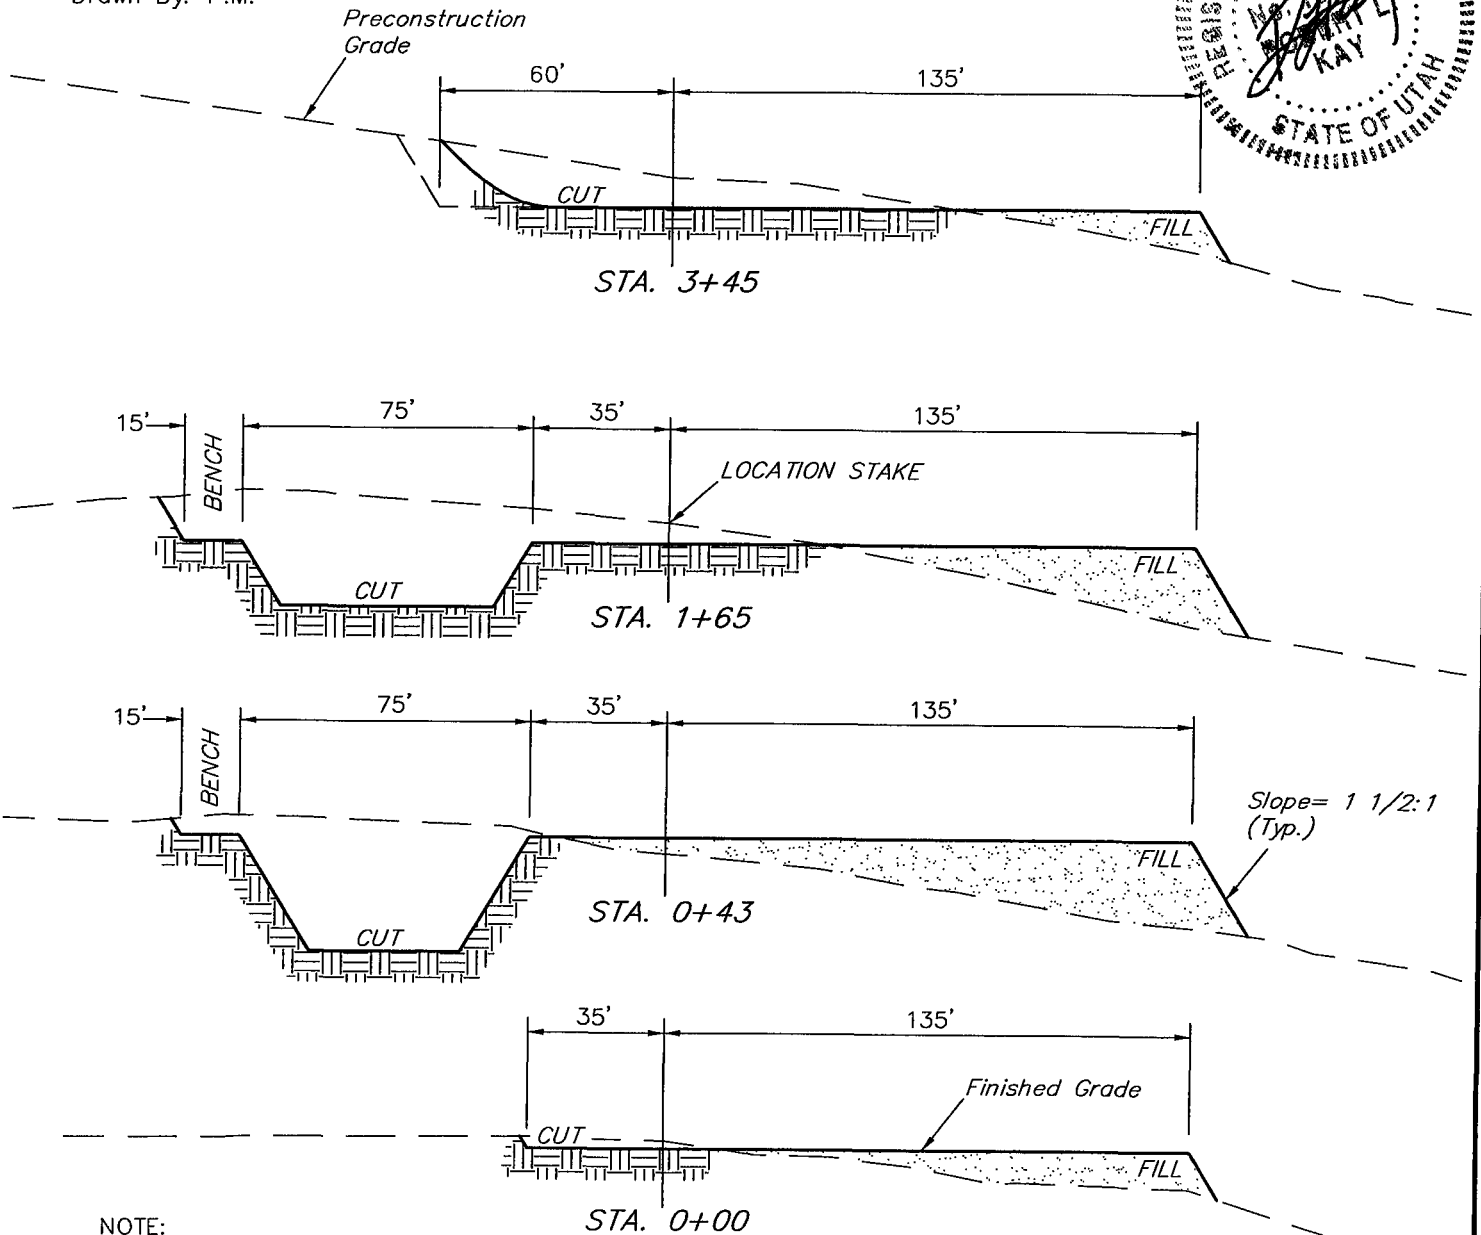 Preconstruction
Grade
60'
135'
CUT
FILL
STA. 3+45
STATE OF UTAH
KAY
15'
BENCH
75'
35'
135'
LOCATION STAKE
CUT
FILL
STA. 1+65
15'
BENCH
75'
35'
135'
Slope= 1 1/2:1
(Typ.)
CUT
FILL
STA. 0+43
35'
135'
Finished Grade
CUT
FILL
STA. 0+00
NOTE: